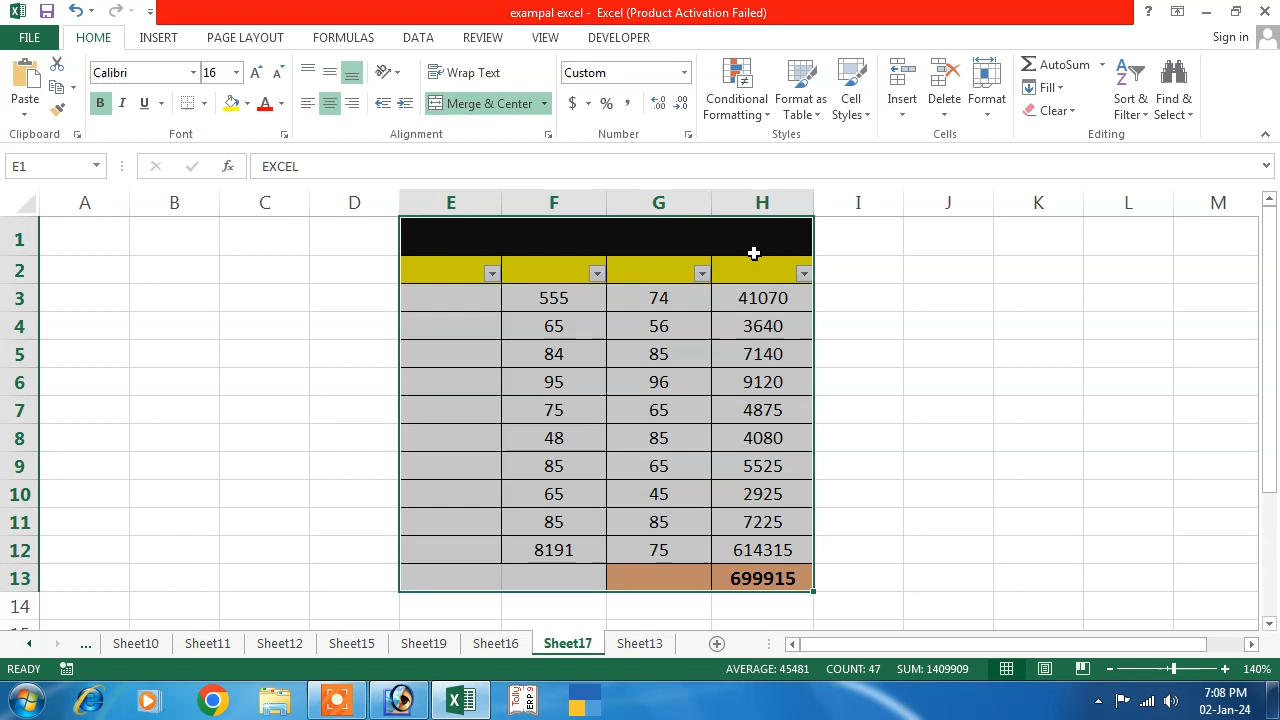 exampal excel - Excel (Product Activation Failed)
FILE HOME INSERT PAGE LAYOUT FORMULAS DATA REVIEW VIEW DEVELOPER Sign in
Calibri 16 Wrap Text Custom AutoSum
Paste B I U Merge & Center $ % , Conditional Formatting Format as Table Cell Styles Insert Delete Format Fill Clear Sort & Filter Find & Select
Clipboard Font Alignment Number Styles Cells Editing
E1 fx EXCEL
A B C D E F G H I J K L M
1
2
3 555 74 41070
4 65 56 3640
5 84 85 7140
6 95 96 9120
7 75 65 4875
8 48 85 4080
9 85 65 5525
10 65 45 2925
11 85 85 7225
12 8191 75 614315
13 699915
14
... Sheet10 Sheet11 Sheet12 Sheet15 Sheet19 Sheet16 Sheet17 Sheet13
READY AVERAGE: 45481 COUNT: 47 SUM: 1409909 140%
Tally ERP 9 7:08 PM
02-Jan-24